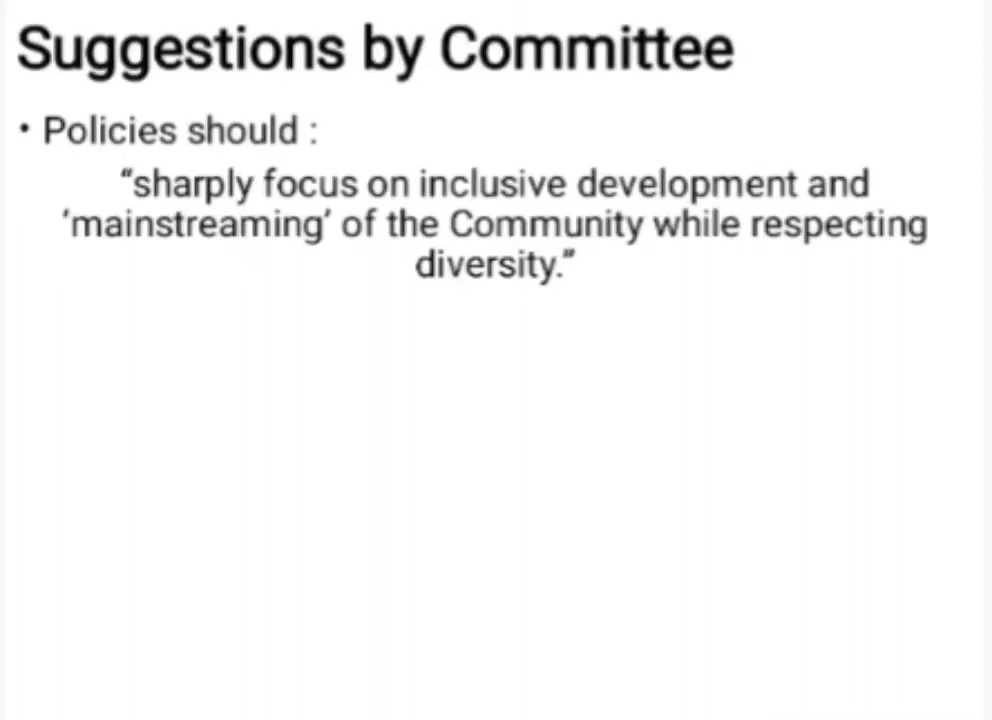 Suggestions by Committee
• Policies should :
“sharply focus on inclusive development and
‘mainstreaming’ of the Community while respecting
diversity.”